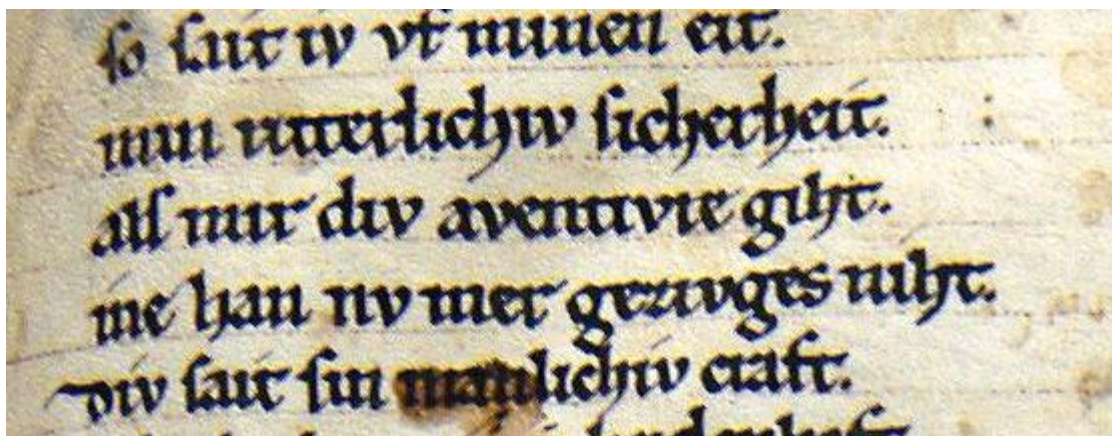 ſo ſait iv vf minen eit.
min ritterlichiv ſicherheit.
alſ mir div aventivre giht.
ine han nv mer gezivges niht.
Div ſait ſin manlichiv craft.